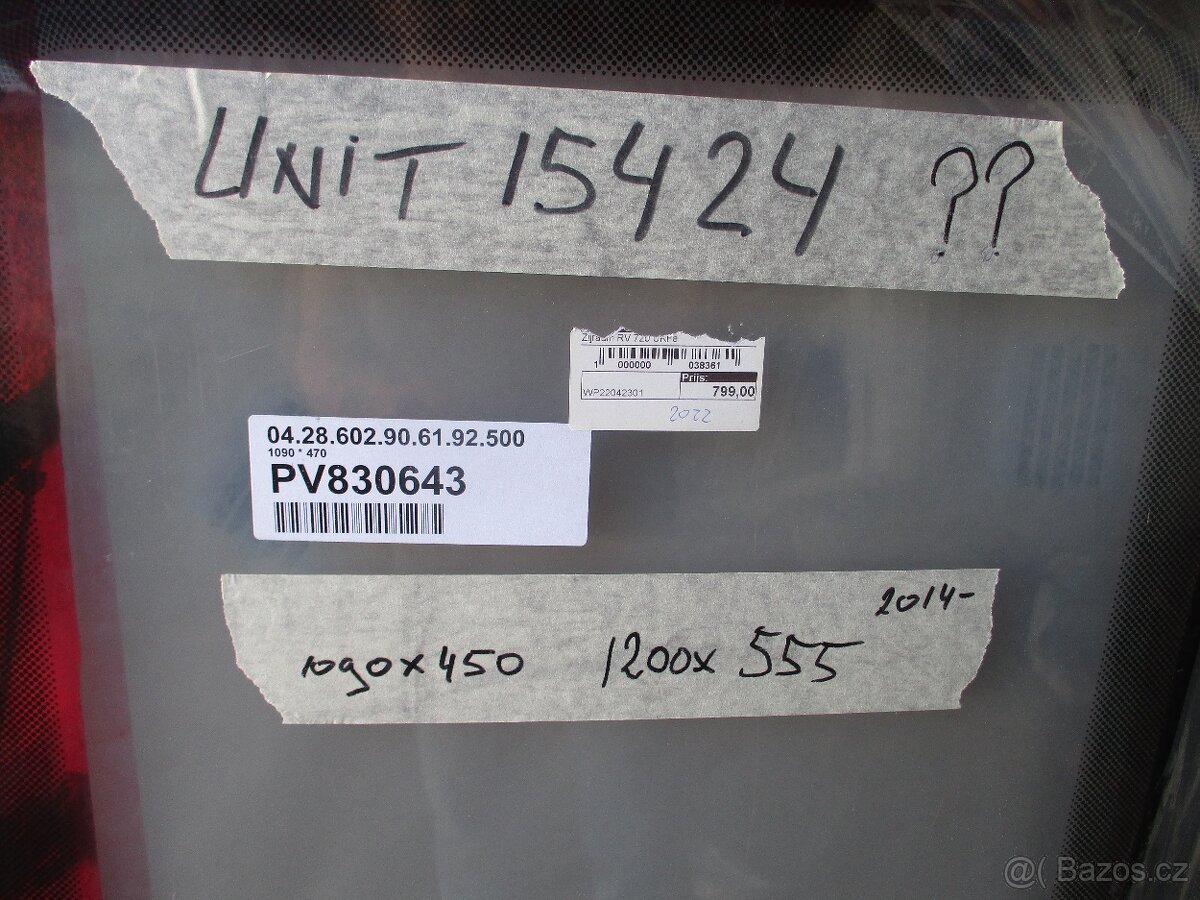 UNIT 15424 ??
1 000000 038361
Prijs:
WP22042301 799,00
2022
04.28.602.90.61.92.500
1090 * 470
PV830643
2014-
1090x450 1200x555
@( Bazos.cz